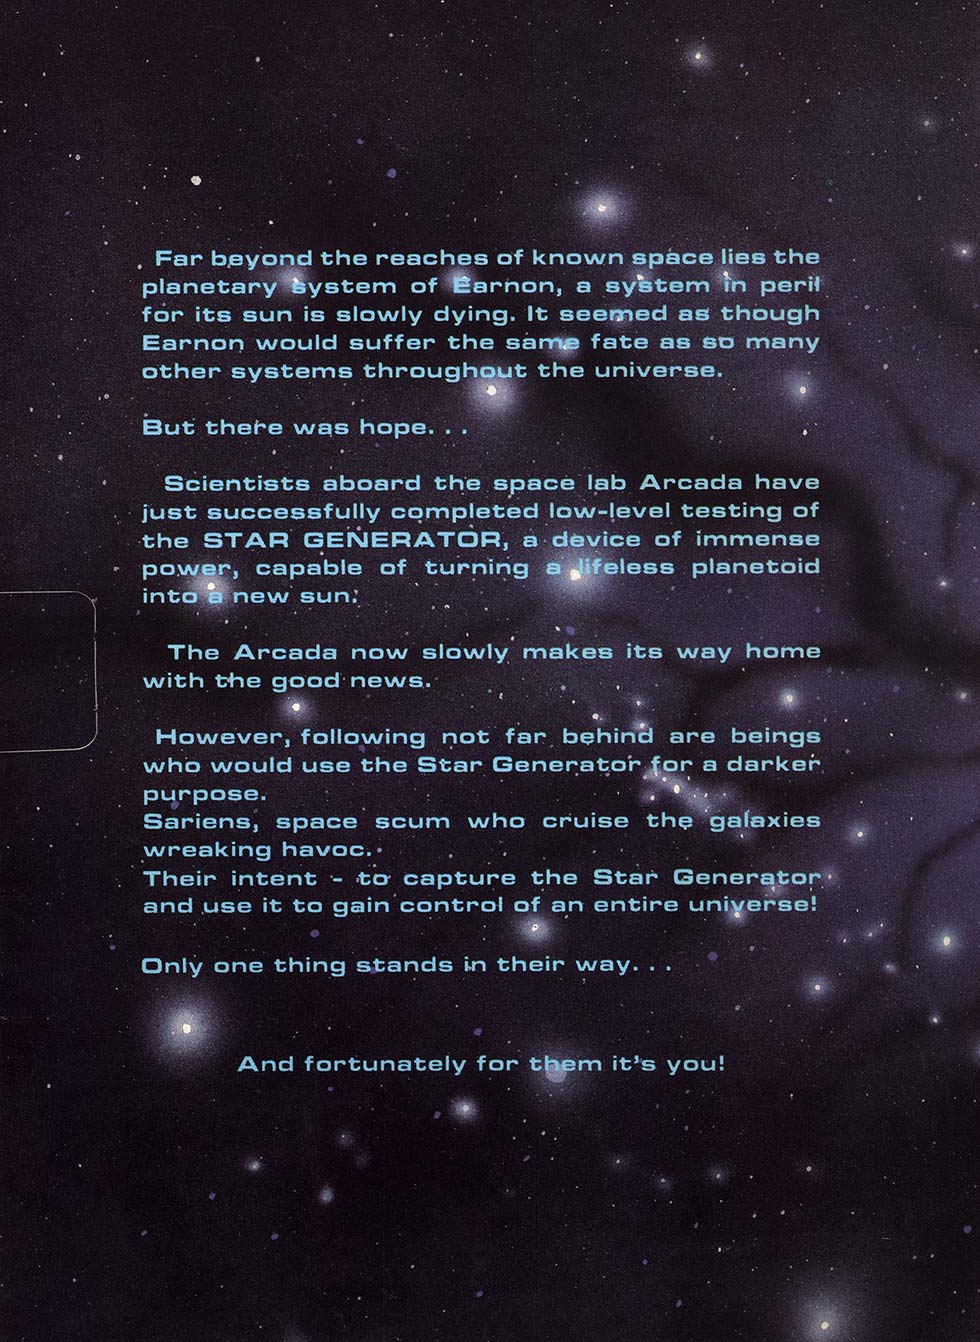 Far beyond the reaches of known space lies the
planetary system of Earnon, a system in peril
for its sun is slowly dying. It seemed as though
Earnon would suffer the same fate as so many
other systems throughout the universe.
But there was hope. . .
Scientists aboard the space lab Arcada have
just successfully completed low-level testing of
the STAR GENERATOR, a device of immense
power, capable of turning a lifeless planetoid
into a new sun.
The Arcada now slowly makes its way home
with the good news.
However, following not far behind are beings
who would use the Star Generator for a darker
purpose.
Sariens, space scum who cruise the galaxies
wreaking havoc.
Their intent - to capture the Star Generator
and use it to gain control of an entire universe!
Only one thing stands in their way. . .
And fortunately for them it's you!